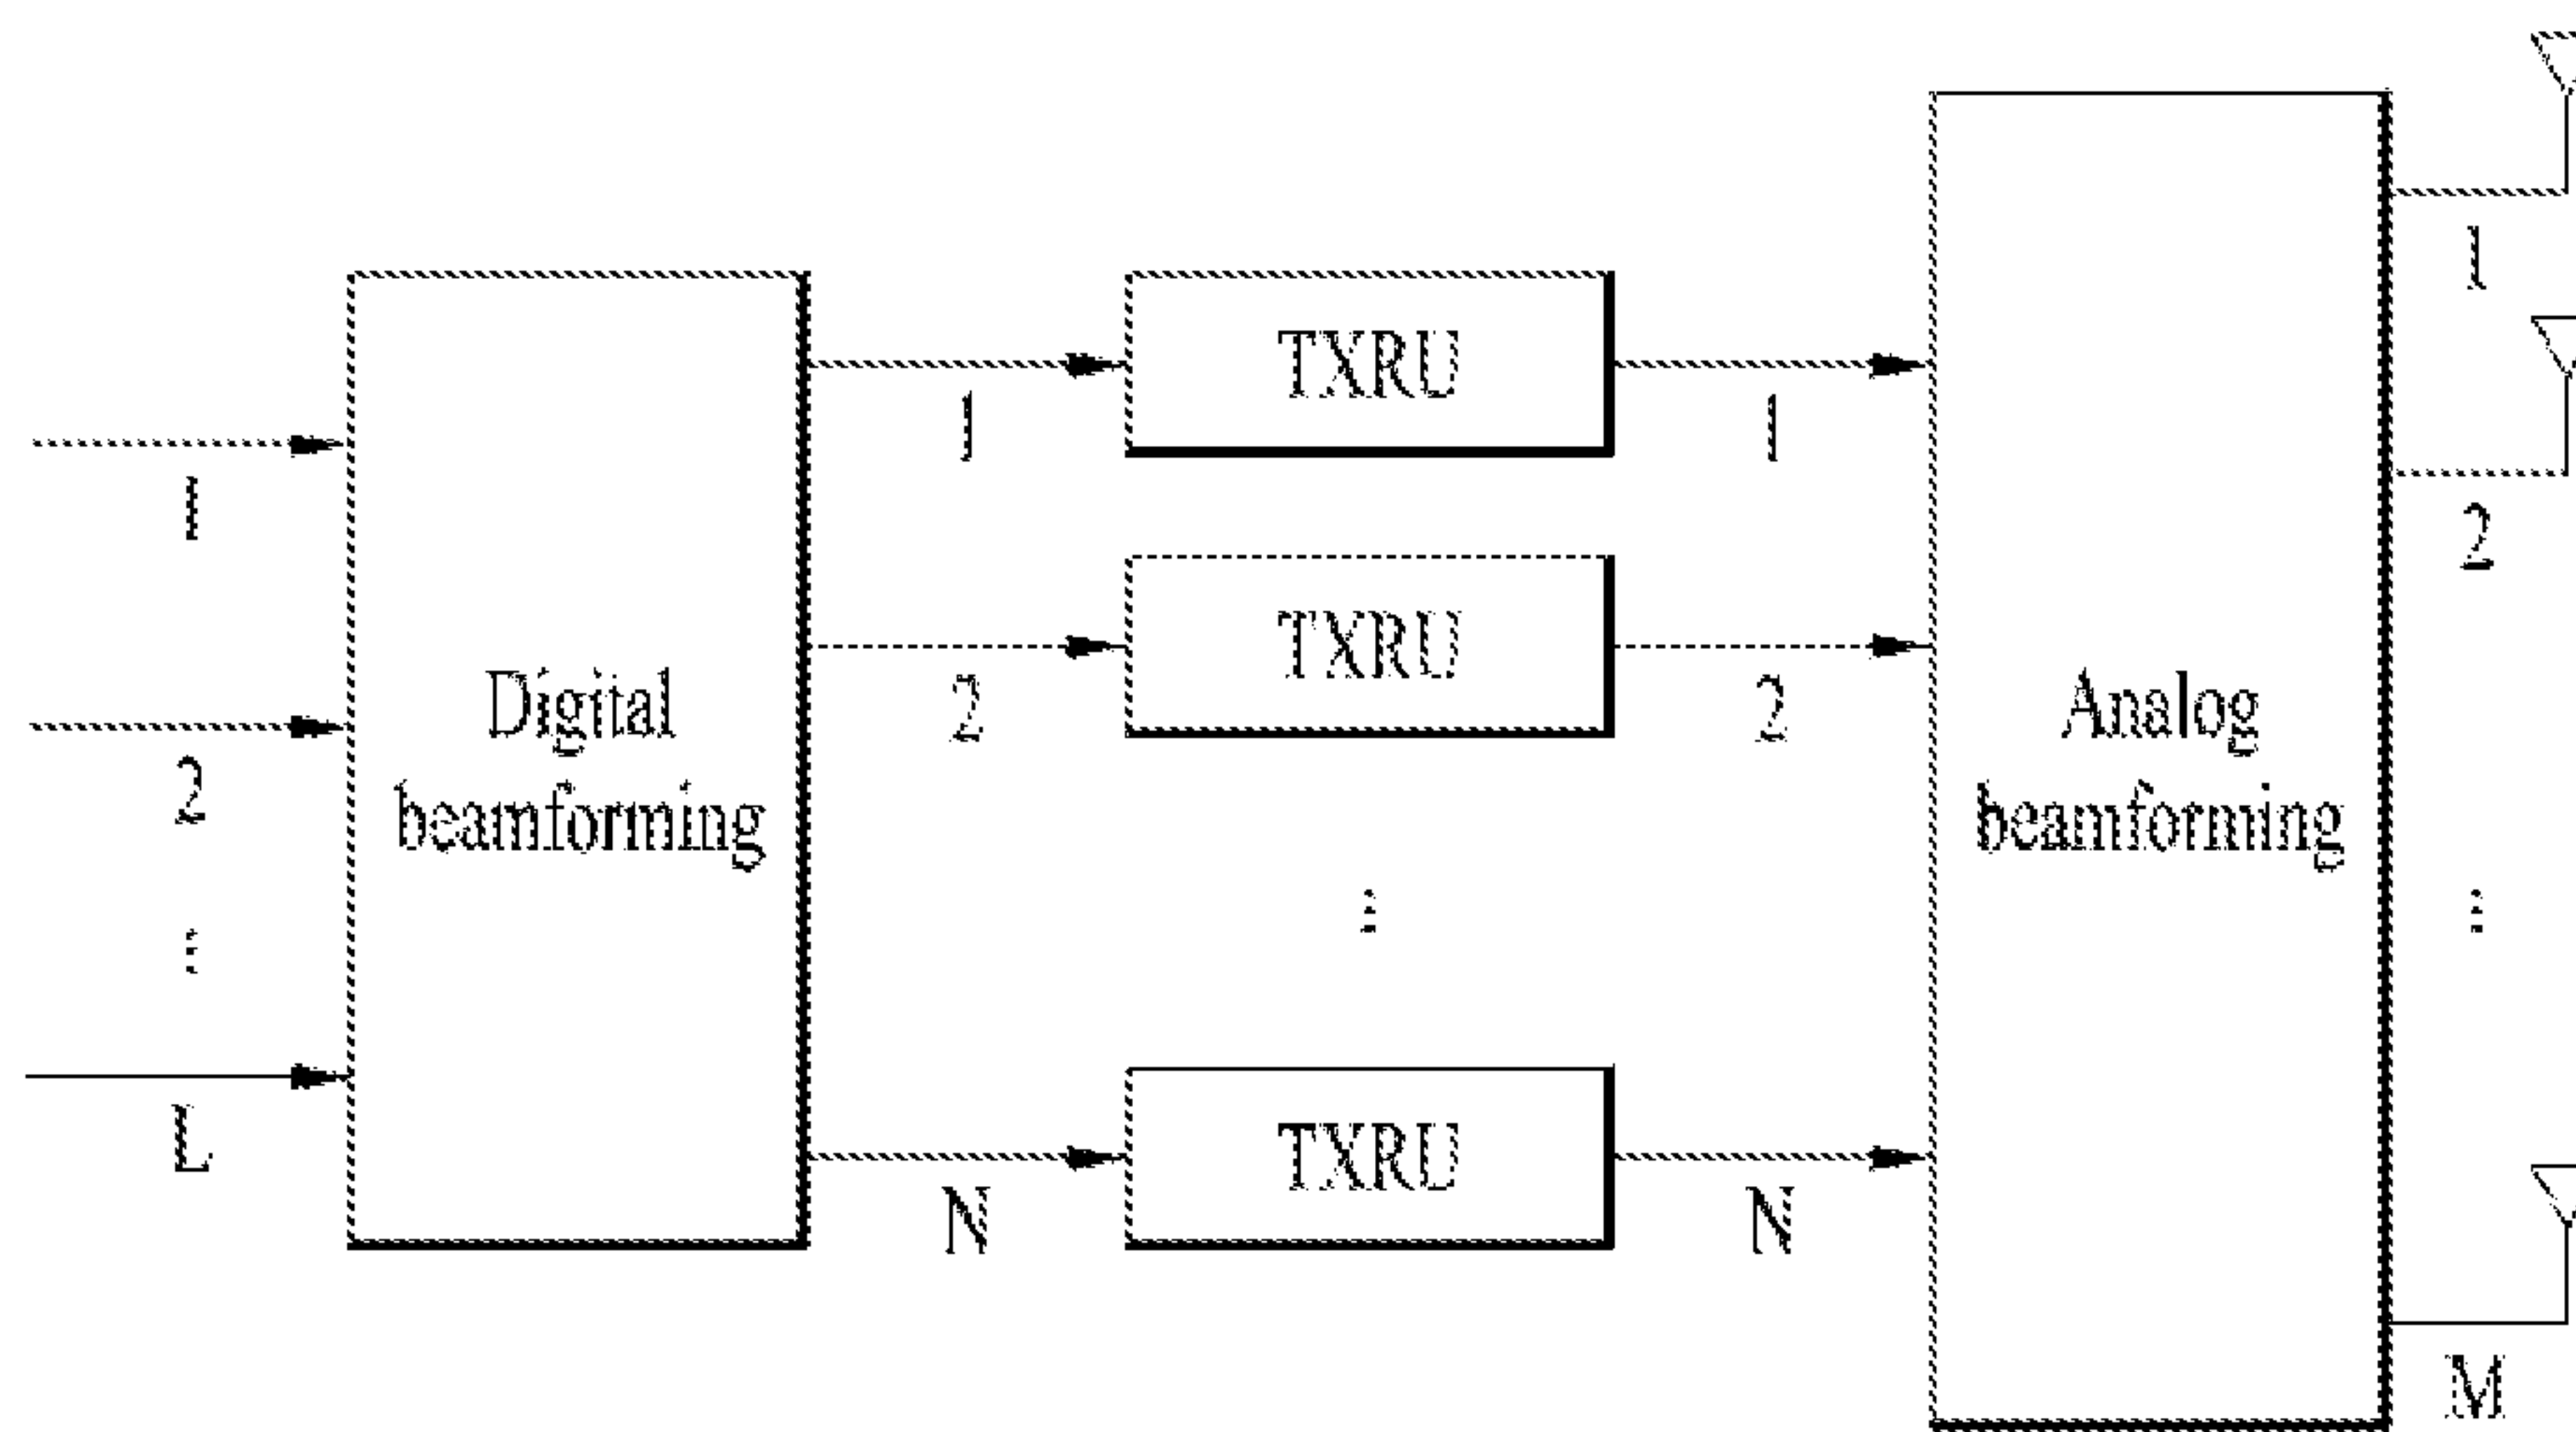 1
2
⋮
L
Digital
beamforming
1
2
N
TXRU
TXRU
⋮
TXRU
1
2
N
Analog
beamforming
1
2
⋮
M